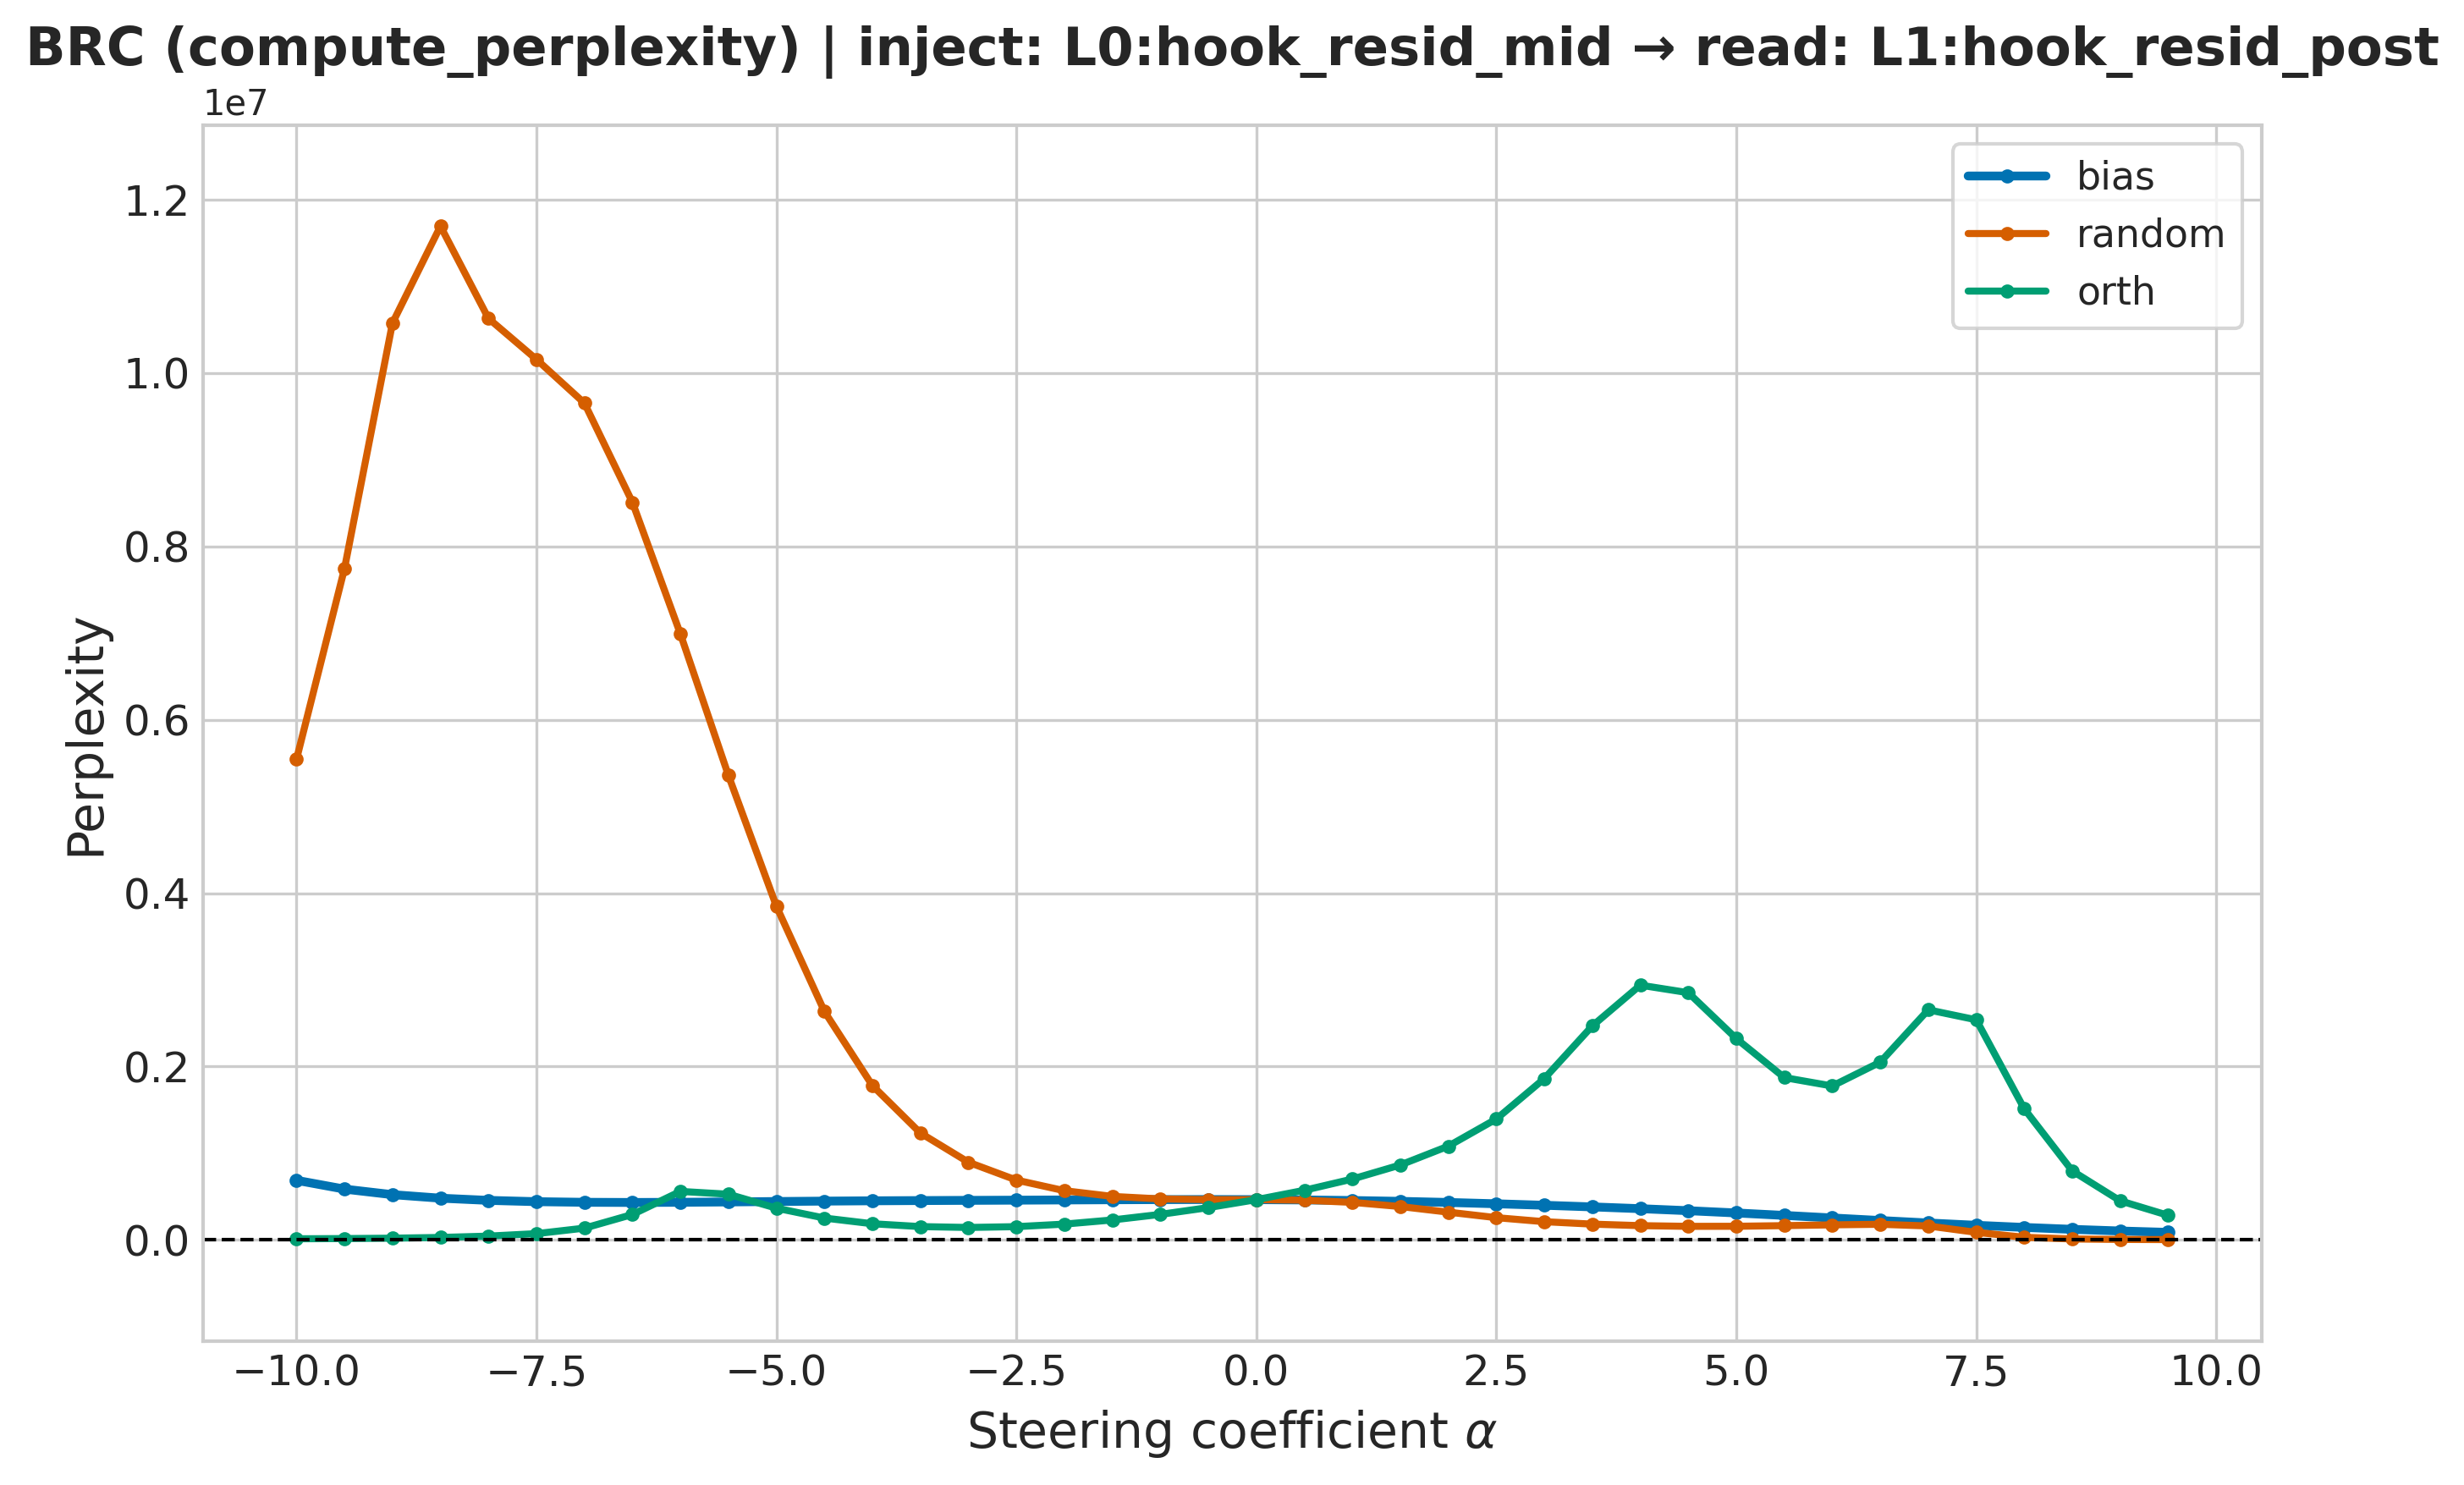 BRC (compute_perplexity) | inject: L0:hook_resid_mid → read: L1:hook_resid_post
1e7
bias
random
orth
1.2
1.0
0.8
0.6
0.4
0.2
0.0
Perplexity
−10.0 −7.5 −5.0 −2.5 0.0 2.5 5.0 7.5 10.0
Steering coefficient α